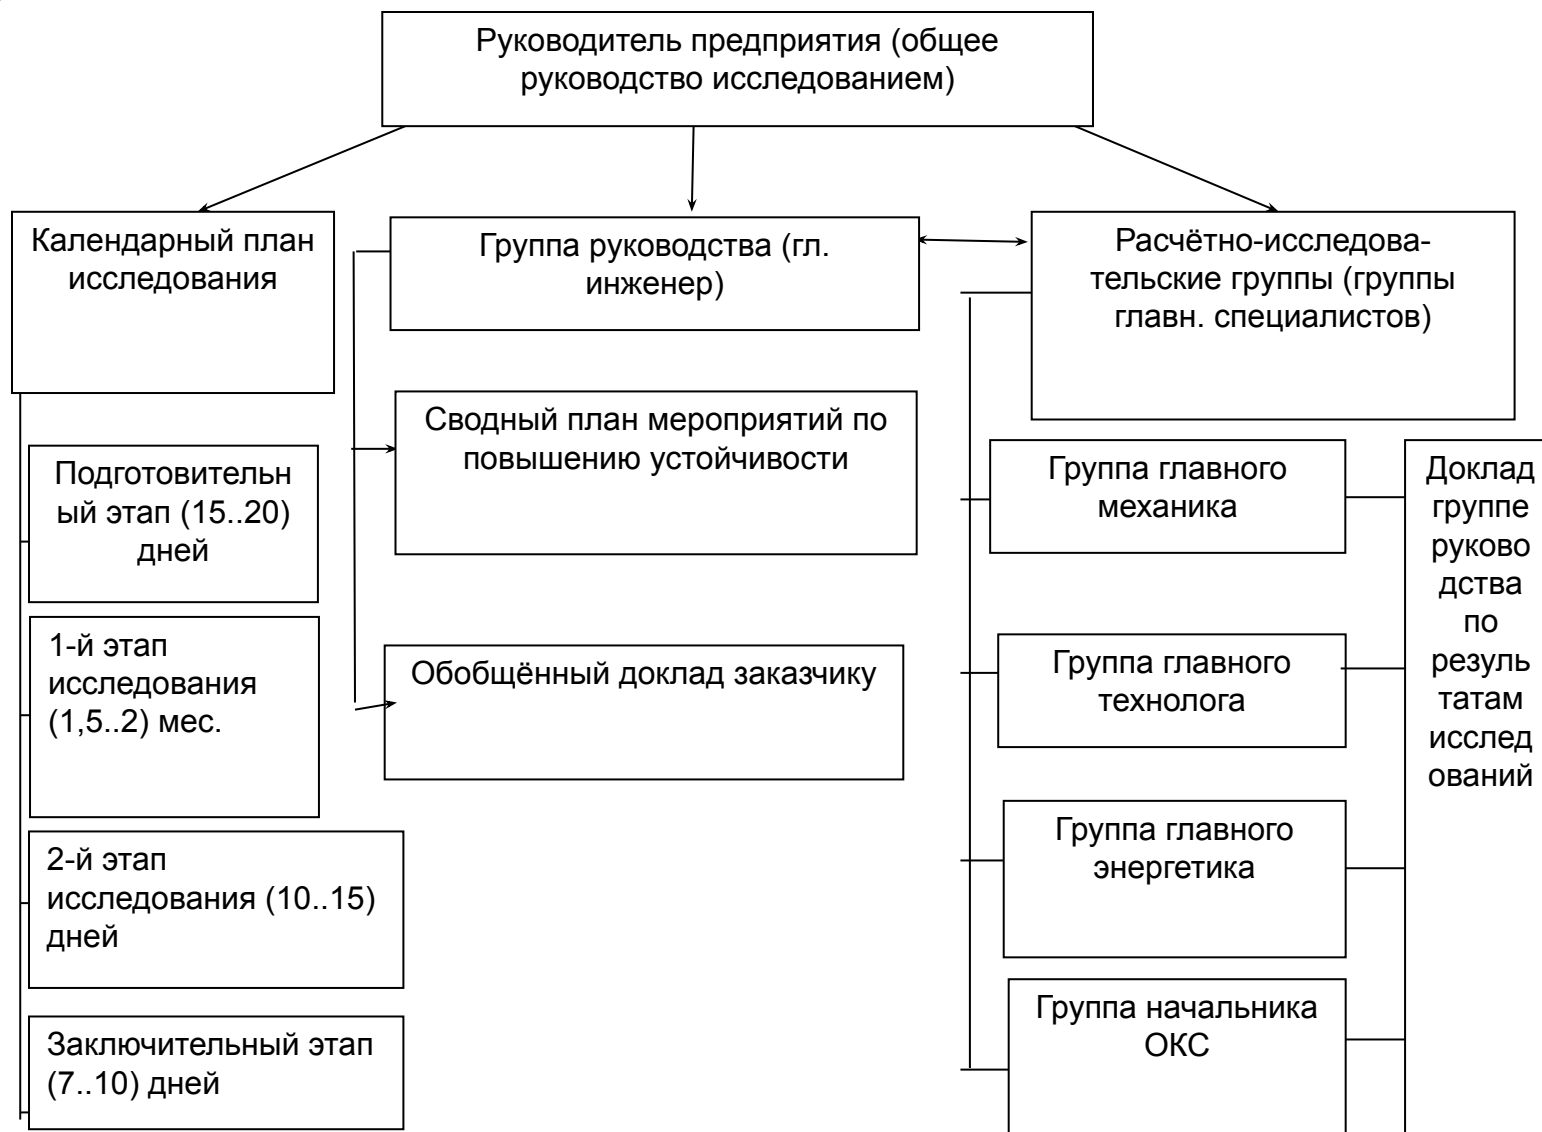 Руководитель предприятия (общее
руководство исследованием)
Календарный план
исследования
Группа руководства (гл.
инженер)
Расчётно-исследова-
тельские группы (группы
главн. специалистов)
Подготовительн
ый этап (15..20)
дней
1-й этап
исследования
(1,5..2) мес.
2-й этап
исследования (10..15)
дней
Заключительный этап
(7..10) дней
Сводный план мероприятий по
повышению устойчивости
Обобщённый доклад заказчику
Группа главного
механика
Группа главного
технолога
Группа главного
энергетика
Группа начальника
ОКС
Доклад
группе
руково
дства
по
резуль
татам
исслед
ований